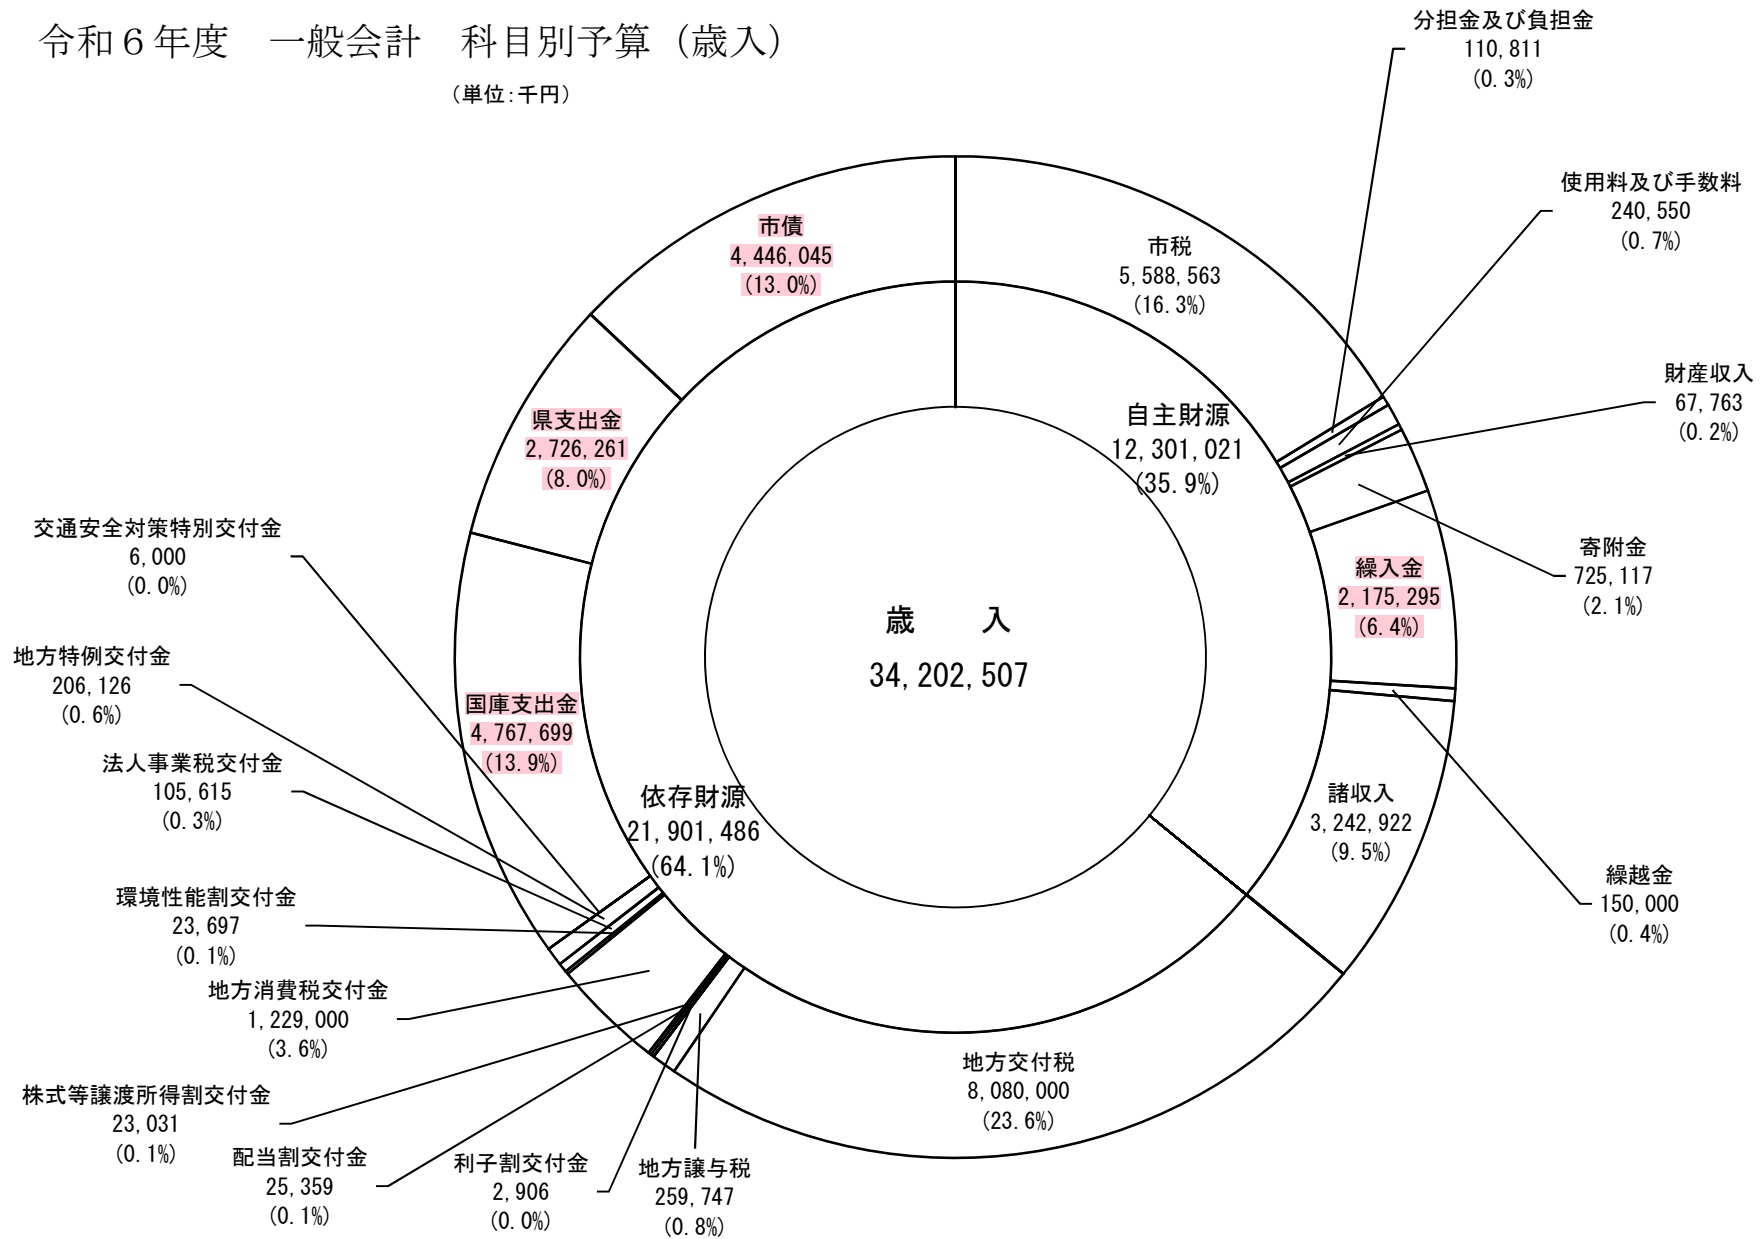 令和６年度　一般会計　科目別予算（歳入）
（単位:千円）
分担金及び負担金
110,811
(0.3%)
使用料及び手数料
240,550
(0.7%)
市債
4,446,045
(13.0%)
市税
5,588,563
(16.3%)
財産収入
67,763
(0.2%)
自主財源
12,301,021
(35.9%)
県支出金
2,726,261
(8.0%)
交通安全対策特別交付金
6,000
(0.0%)
寄附金
725,117
(2.1%)
繰入金
2,175,295
(6.4%)
歳　　入
34,202,507
地方特例交付金
206,126
(0.6%)
国庫支出金
4,767,699
(13.9%)
法人事業税交付金
105,615
(0.3%)
依存財源
21,901,486
(64.1%)
諸収入
3,242,922
(9.5%)
繰越金
150,000
(0.4%)
環境性能割交付金
23,697
(0.1%)
地方消費税交付金
1,229,000
(3.6%)
地方交付税
8,080,000
(23.6%)
株式等譲渡所得割交付金
23,031
(0.1%)
配当割交付金
25,359
(0.1%)
利子割交付金
2,906
(0.0%)
地方譲与税
259,747
(0.8%)